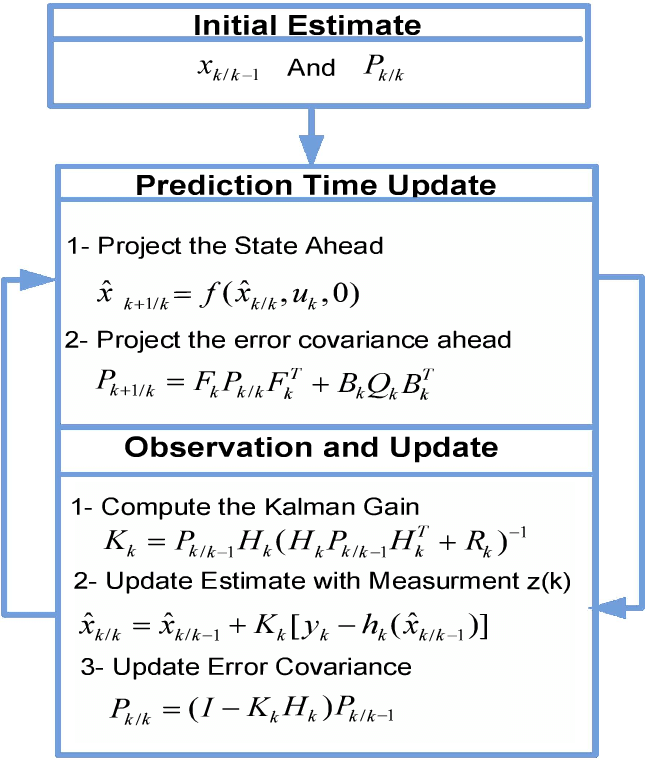 Initial Estimate
x_{k/k−1} And P_{k/k}
Prediction Time Update
1- Project the State Ahead
x̂ _{k+1/k} = f(x̂_{k/k}, u_k, 0)
2- Project the error covariance ahead
P_{k+1/k} = F_k P_{k/k} F_k^T + B_k Q_k B_k^T
Observation and Update
1- Compute the Kalman Gain
K_k = P_{k/k−1} H_k (H_k P_{k/k−1} H_k^T + R_k)^{−1}
2- Update Estimate with Measurment z(k)
x̂_{k/k} = x̂_{k/k−1} + K_k [y_k − h_k(x̂_{k/k−1})]
3- Update Error Covariance
P_{k/k} = (I − K_k H_k) P_{k/k−1}